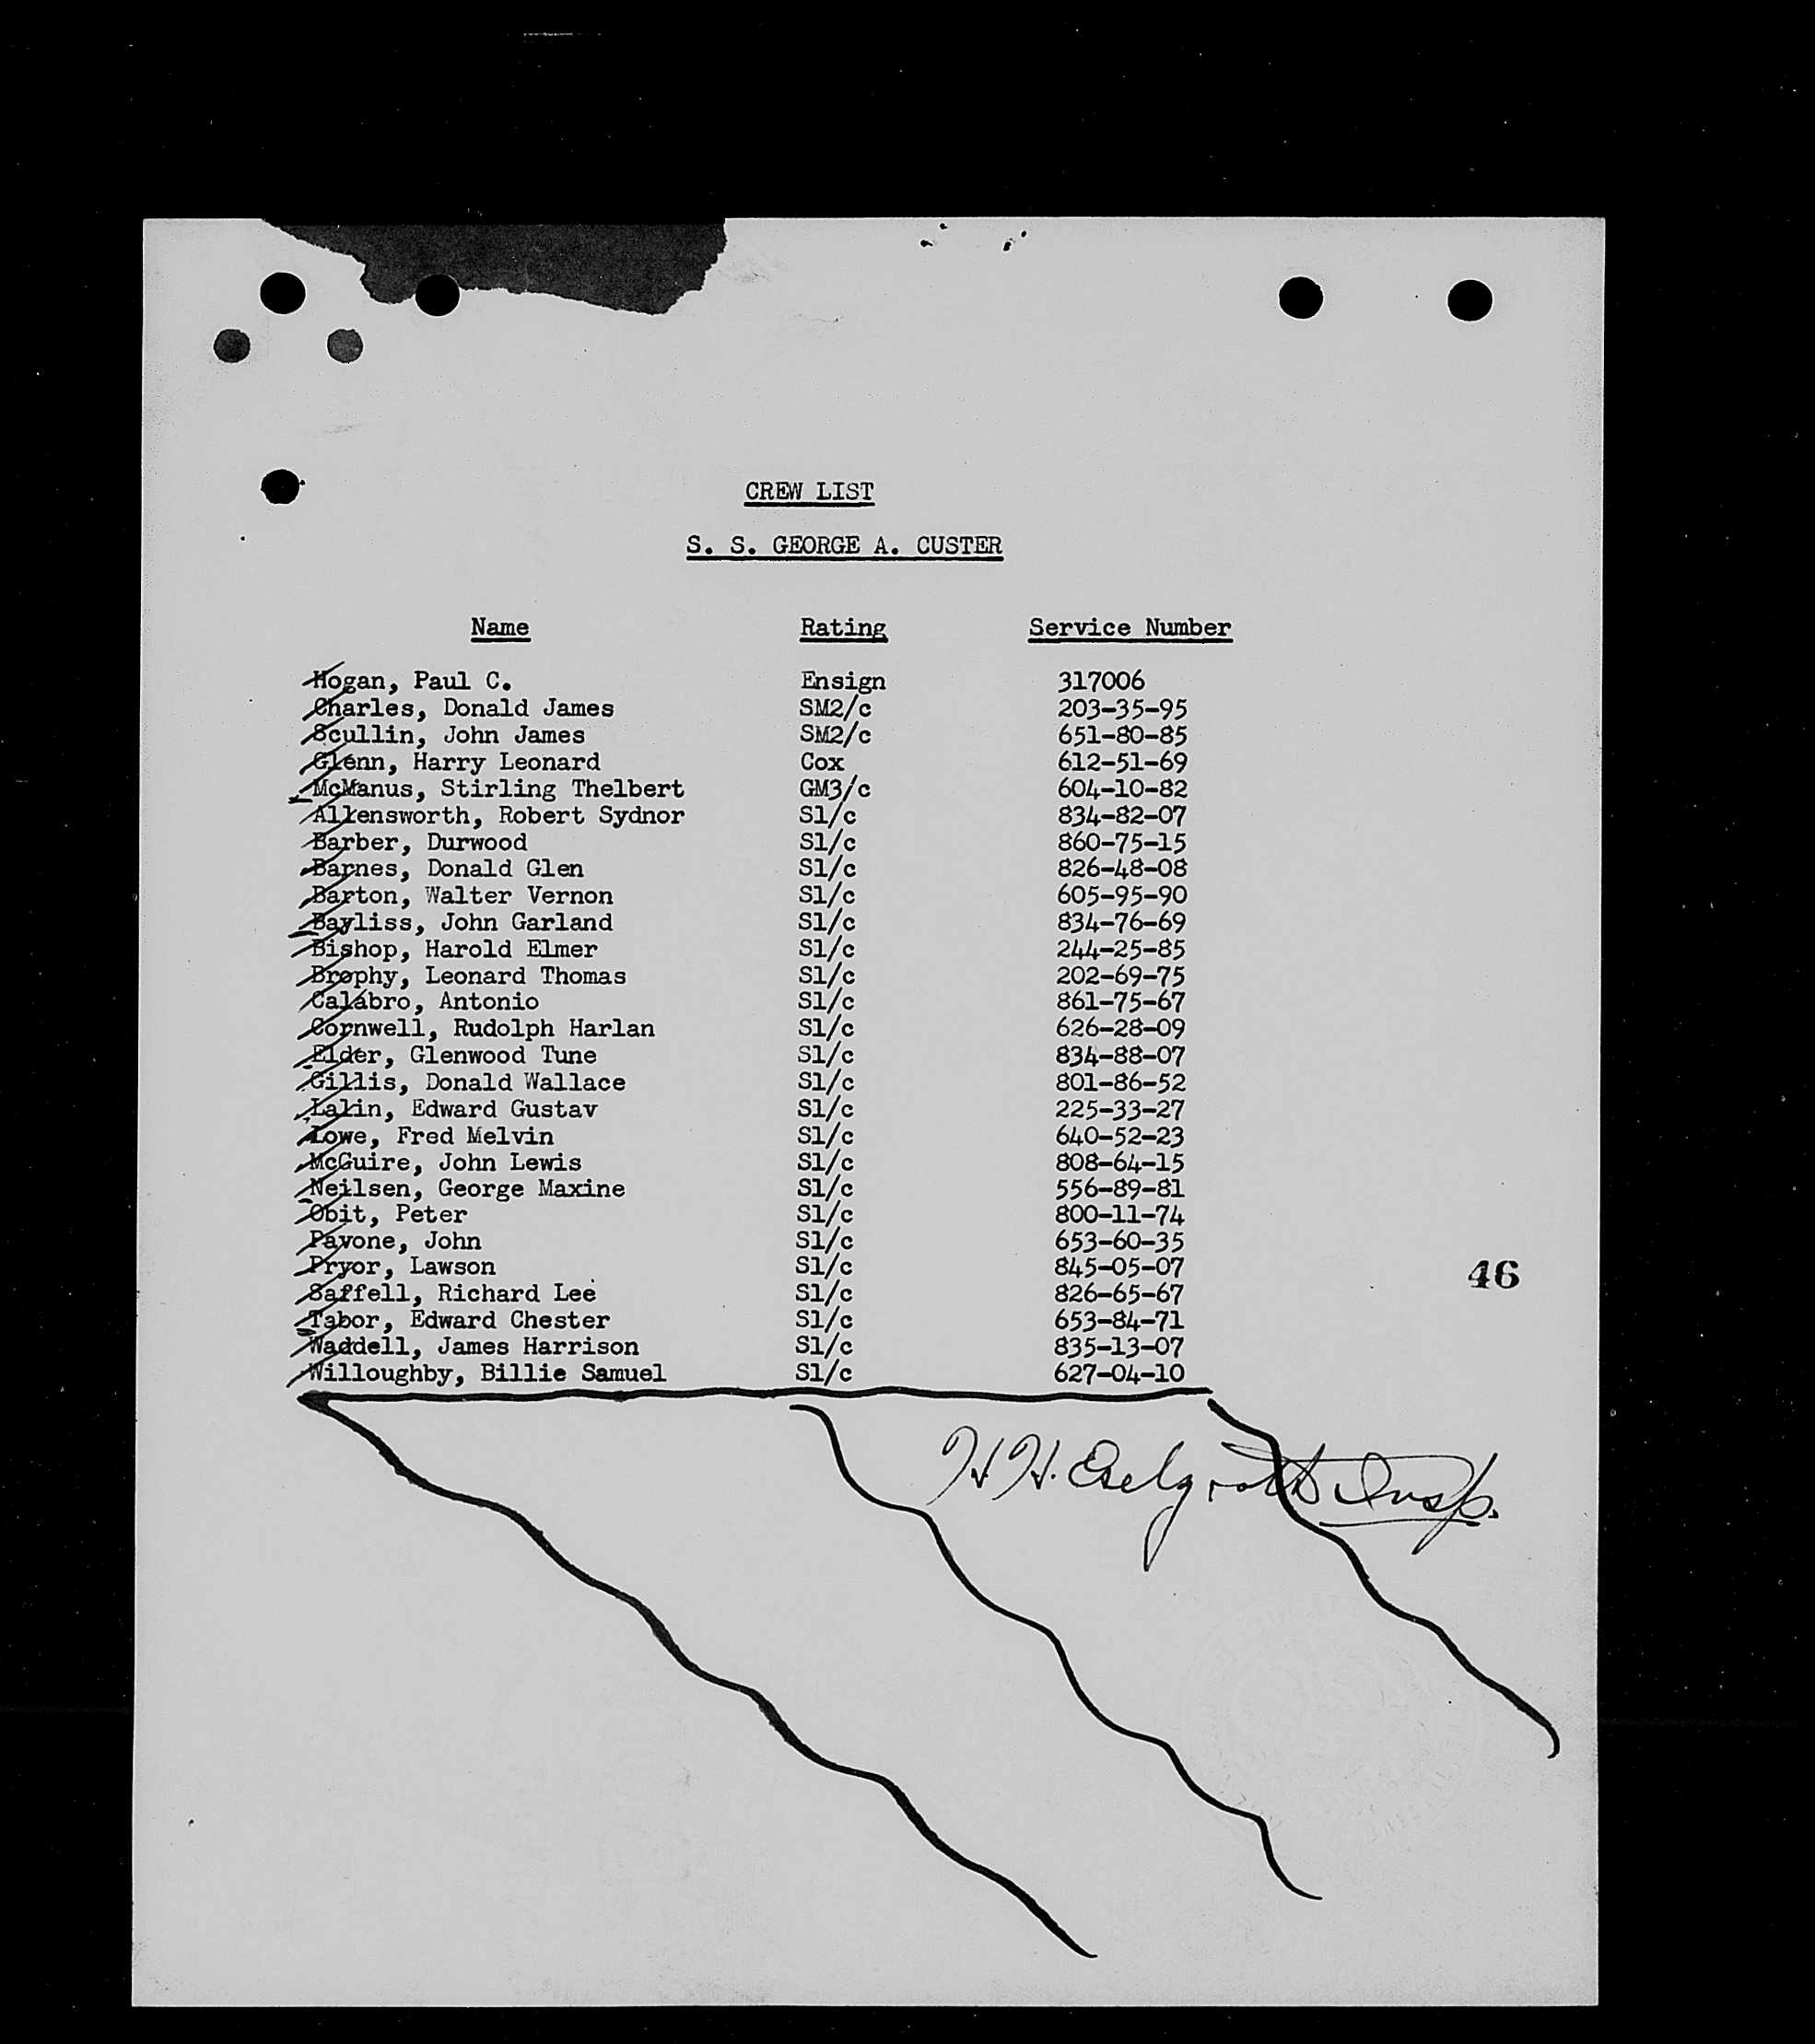 CREW LIST
S. S. GEORGE A. CUSTER
Name Rating Service Number
Hogan, Paul C. Ensign 317006
Charles, Donald James SM2/c 203-35-95
Scullin, John James SM2/c 651-80-85
Glenn, Harry Leonard Cox 612-51-69
McManus, Stirling Thelbert GM3/c 604-10-82
Allensworth, Robert Sydnor S1/c 834-82-07
Barber, Durwood S1/c 860-75-15
Barnes, Donald Glen S1/c 826-48-08
Barton, Walter Vernon S1/c 605-95-90
Bayliss, John Garland S1/c 834-76-69
Bishop, Harold Elmer S1/c 244-25-85
Brophy, Leonard Thomas S1/c 202-69-75
Calabro, Antonio S1/c 861-75-67
Cornwell, Rudolph Harlan S1/c 626-28-09
Elder, Glenwood Tune S1/c 834-88-07
Gillis, Donald Wallace S1/c 801-86-52
Lalin, Edward Gustav S1/c 225-33-27
Lowe, Fred Melvin S1/c 640-52-23
McGuire, John Lewis S1/c 808-64-15
Neilsen, George Maxine S1/c 556-89-81
Obit, Peter S1/c 800-11-74
Pavone, John S1/c 653-60-35
Pryor, Lawson S1/c 845-05-07
46
Saffell, Richard Lee S1/c 826-65-67
Tabor, Edward Chester S1/c 653-84-71
Waddell, James Harrison S1/c 835-13-07
Willoughby, Billie Samuel S1/c 627-04-10
H. H. Insp.